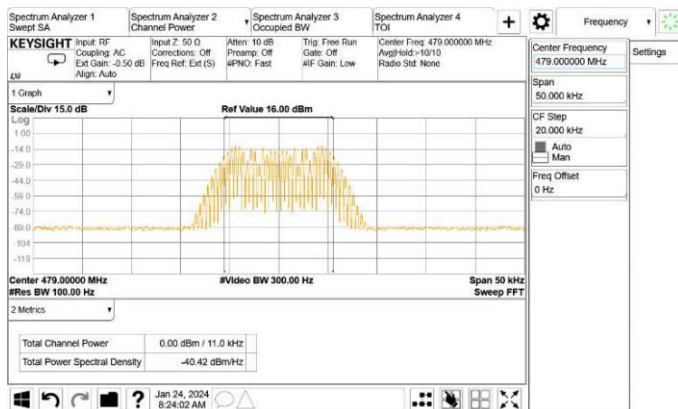 Spectrum Analyzer 1
Swept SA
Spectrum Analyzer 2
Channel Power
Spectrum Analyzer 3
Occupied BW
Spectrum Analyzer 4
TOI
+
Frequency
KEYSIGHT
Input: RF
Coupling: AC
Ext Gain: -0.50 dB
Align: Auto
Input Z: 50 Ω
Corrections: Off
Freq Ref: Ext (S)
Atten: 10 dB
Preamp: Off
#PNO: Fast
Trig: Free Run
Gate: Off
#IF Gain: Low
Center Freq: 479.000000 MHz
Avg|Hold:>10/10
Radio Std: None
Center Frequency
479.000000 MHz
Settings
Span
50.000 kHz
CF Step
20.000 kHz
Auto
Man
Freq Offset
0 Hz
1 Graph
Scale/Div 15.0 dB
Ref Value 16.00 dBm
Log
1.00
-14.0
-29.0
-44.0
-59.0
-74.0
-89.0
-104
-119
Center 479.00000 MHz
#Video BW 300.00 Hz
Span 50 kHz
#Res BW 100.00 Hz
Sweep FFT
2 Metrics
Total Channel Power 0.00 dBm / 11.0 kHz
Total Power Spectral Density -40.42 dBm/Hz
?
Jan 24, 2024
8:24:02 AM